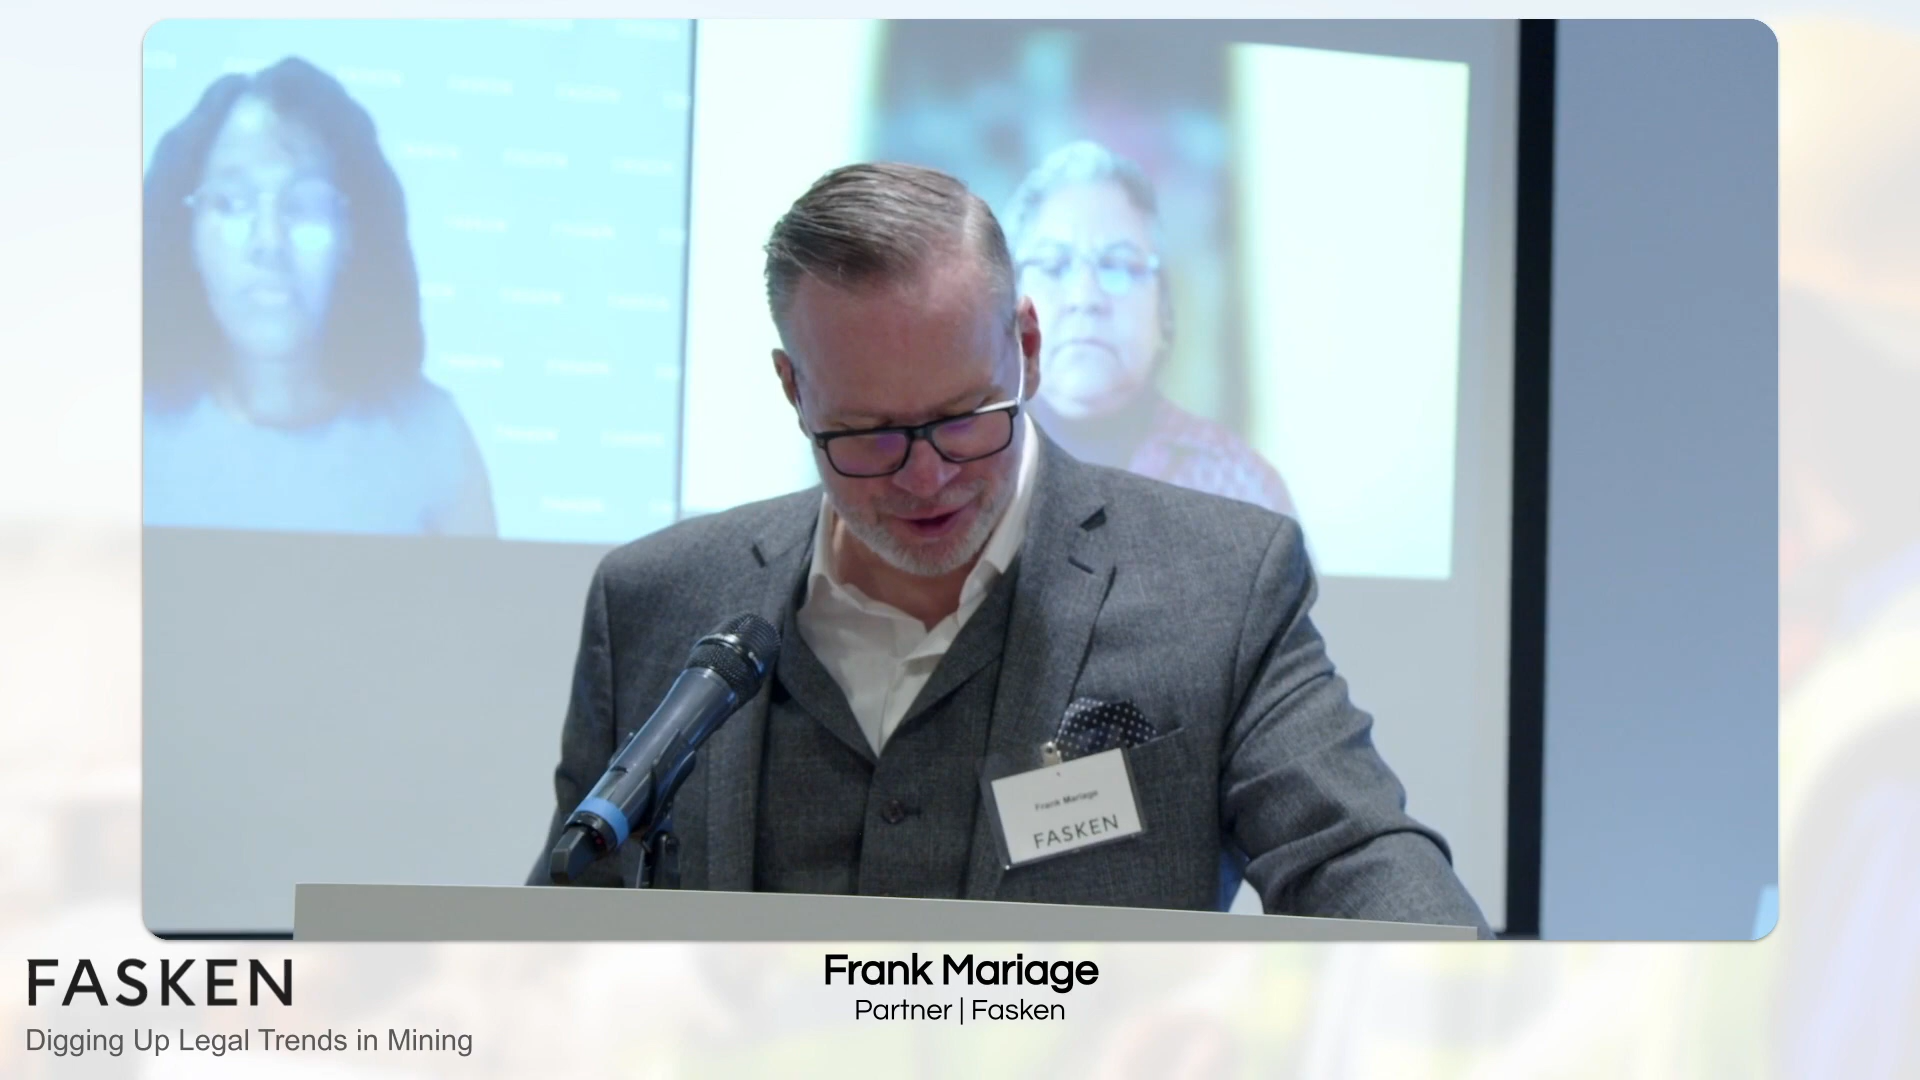 Frank Mariage
FASKEN
FASKEN
Digging Up Legal Trends in Mining
Frank Mariage
Partner | Fasken